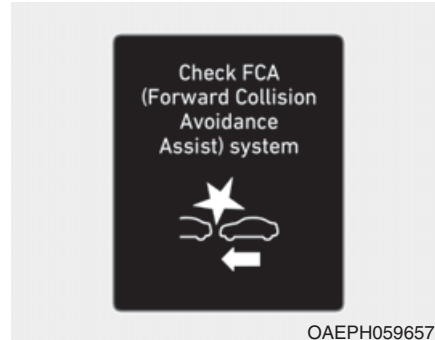 Check FCA
(Forward Collision
Avoidance
Assist) system
OAEPH059657